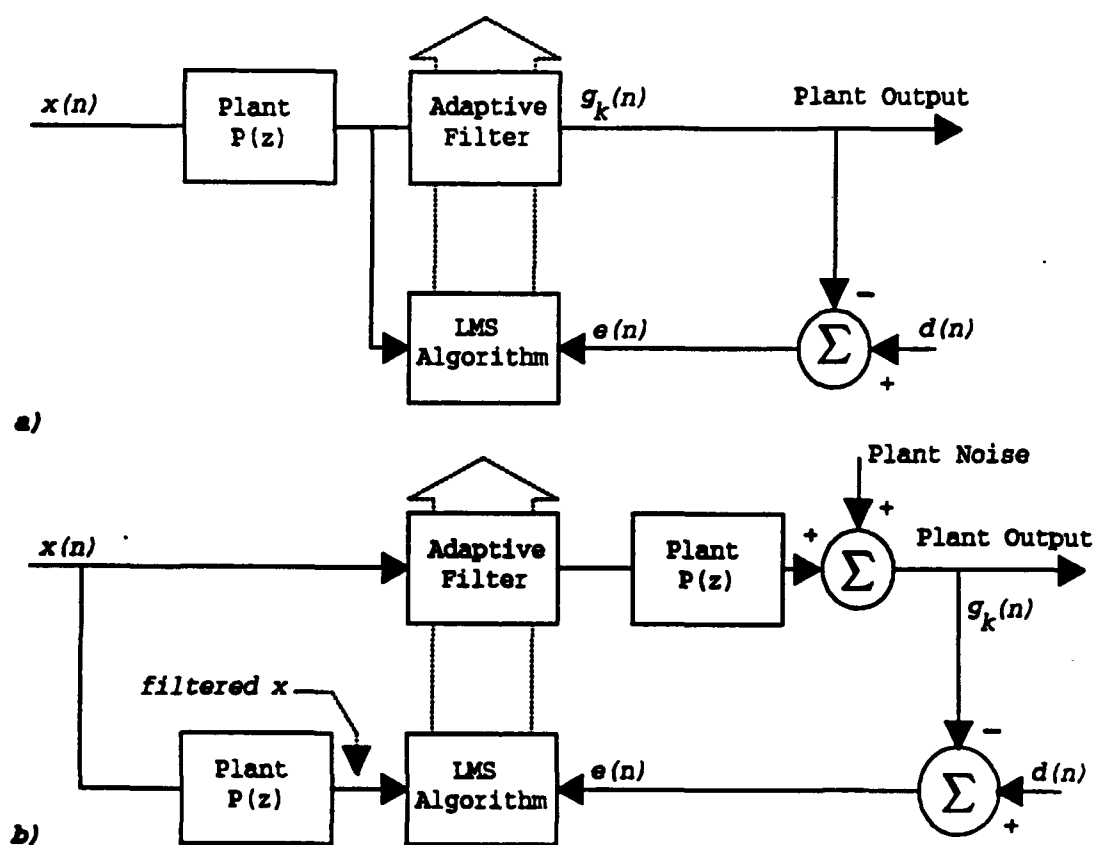 x(n)
Plant
P(z)
Adaptive
Filter
g_k(n)
Plant Output
LMS
Algorithm
e(n)
Σ
−
d(n)
+
a)
Plant Noise
x(n)
Adaptive
Filter
Plant
P(z)
+
+
Σ
Plant Output
g_k(n)
filtered x
Plant
P(z)
LMS
Algorithm
e(n)
−
Σ
d(n)
+
b)